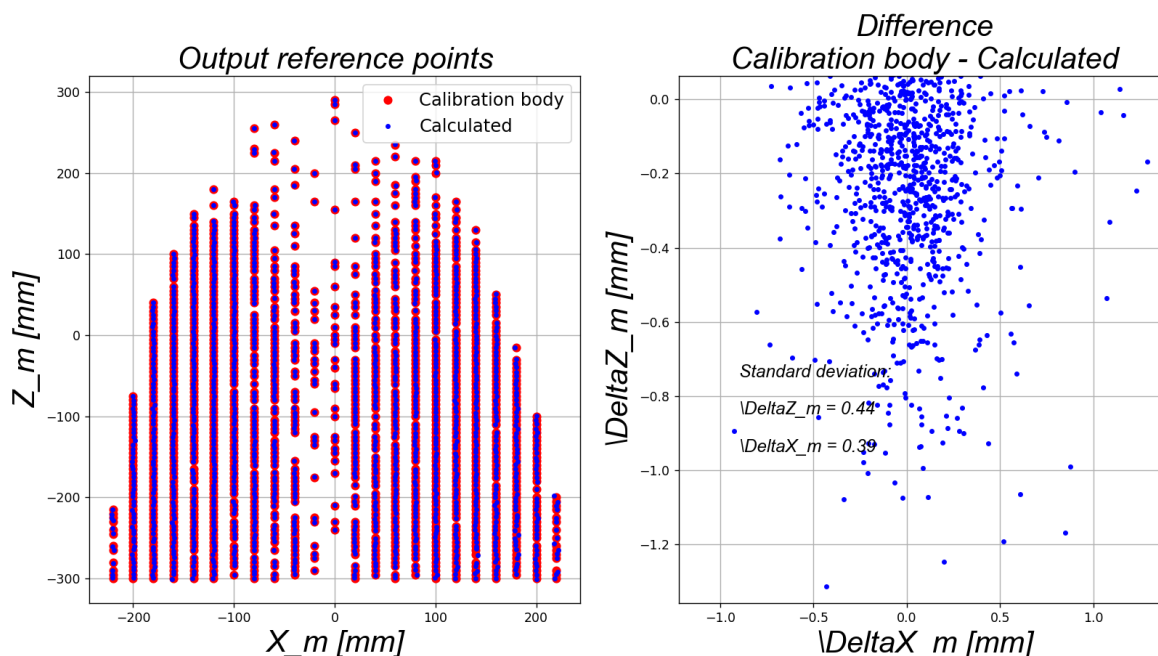 Output reference points
Calibration body
Calculated
300
200
100
0
−100
−200
−300
−200
−100
0
100
200
Z_m [mm]
X_m [mm]
Difference
Calibration body - Calculated
0.0
−0.2
−0.4
−0.6
−0.8
−1.0
−1.2
−1.0
−0.5
0.0
0.5
1.0
\DeltaZ_m [mm]
\DeltaX_m [mm]
Standard deviation:
\DeltaZ_m = 0.44
\DeltaX_m = 0.39